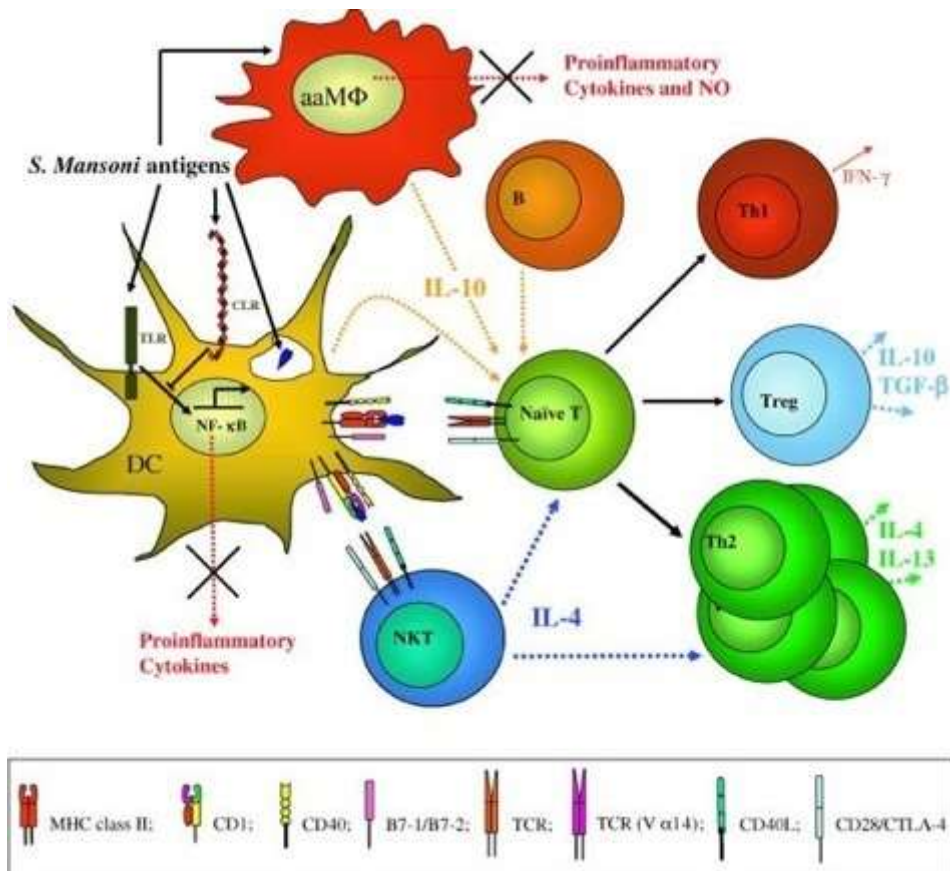 Proinflammatory
Cytokines and NO
aaMΦ
S. Mansoni antigens
B
Th1
IFN-γ
IL-10
CLR
TLR
IL-10
TGF-β
Treg
Naïve T
NF-κB
DC
Th2
IL-4
IL-13
IL-4
NKT
Proinflammatory
Cytokines
MHC class II; CD1; CD40; B7-1/B7-2; TCR; TCR (V α14); CD40L; CD28/CTLA-4